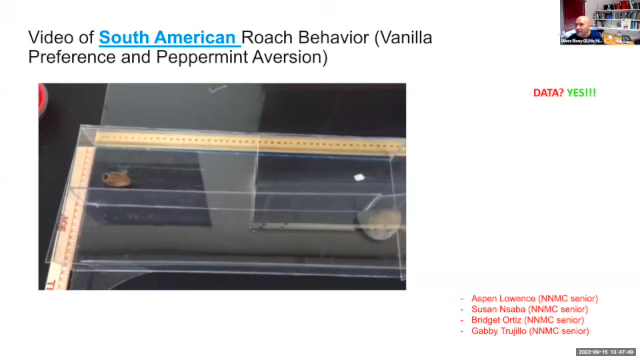 Video of South American Roach Behavior (Vanilla
Preference and Peppermint Aversion)
DATA? YES!!!
- Aspen Lowence (NNMC senior)
- Susan Nsaba (NNMC senior)
- Bridget Ortiz (NNMC senior)
- Gabby Trujillo (NNMC senior)
2022-09-15 13:47:49